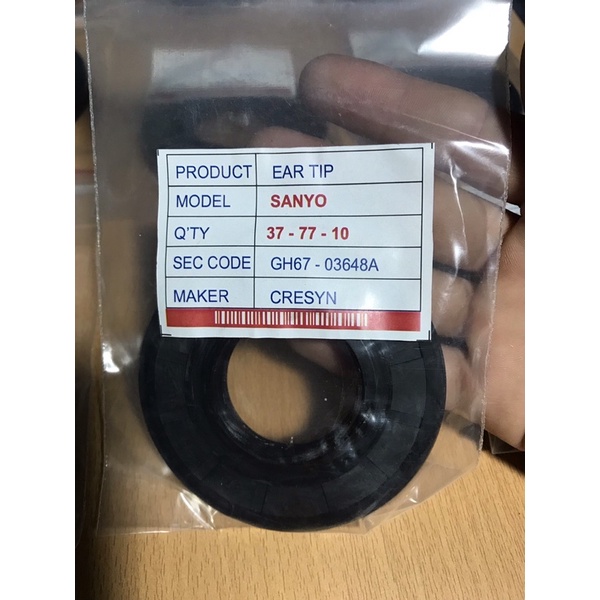 PRODUCT EAR TIP
MODEL SANYO
Q'TY 37 - 77 - 10
SEC CODE GH67 - 03648A
MAKER CRESYN